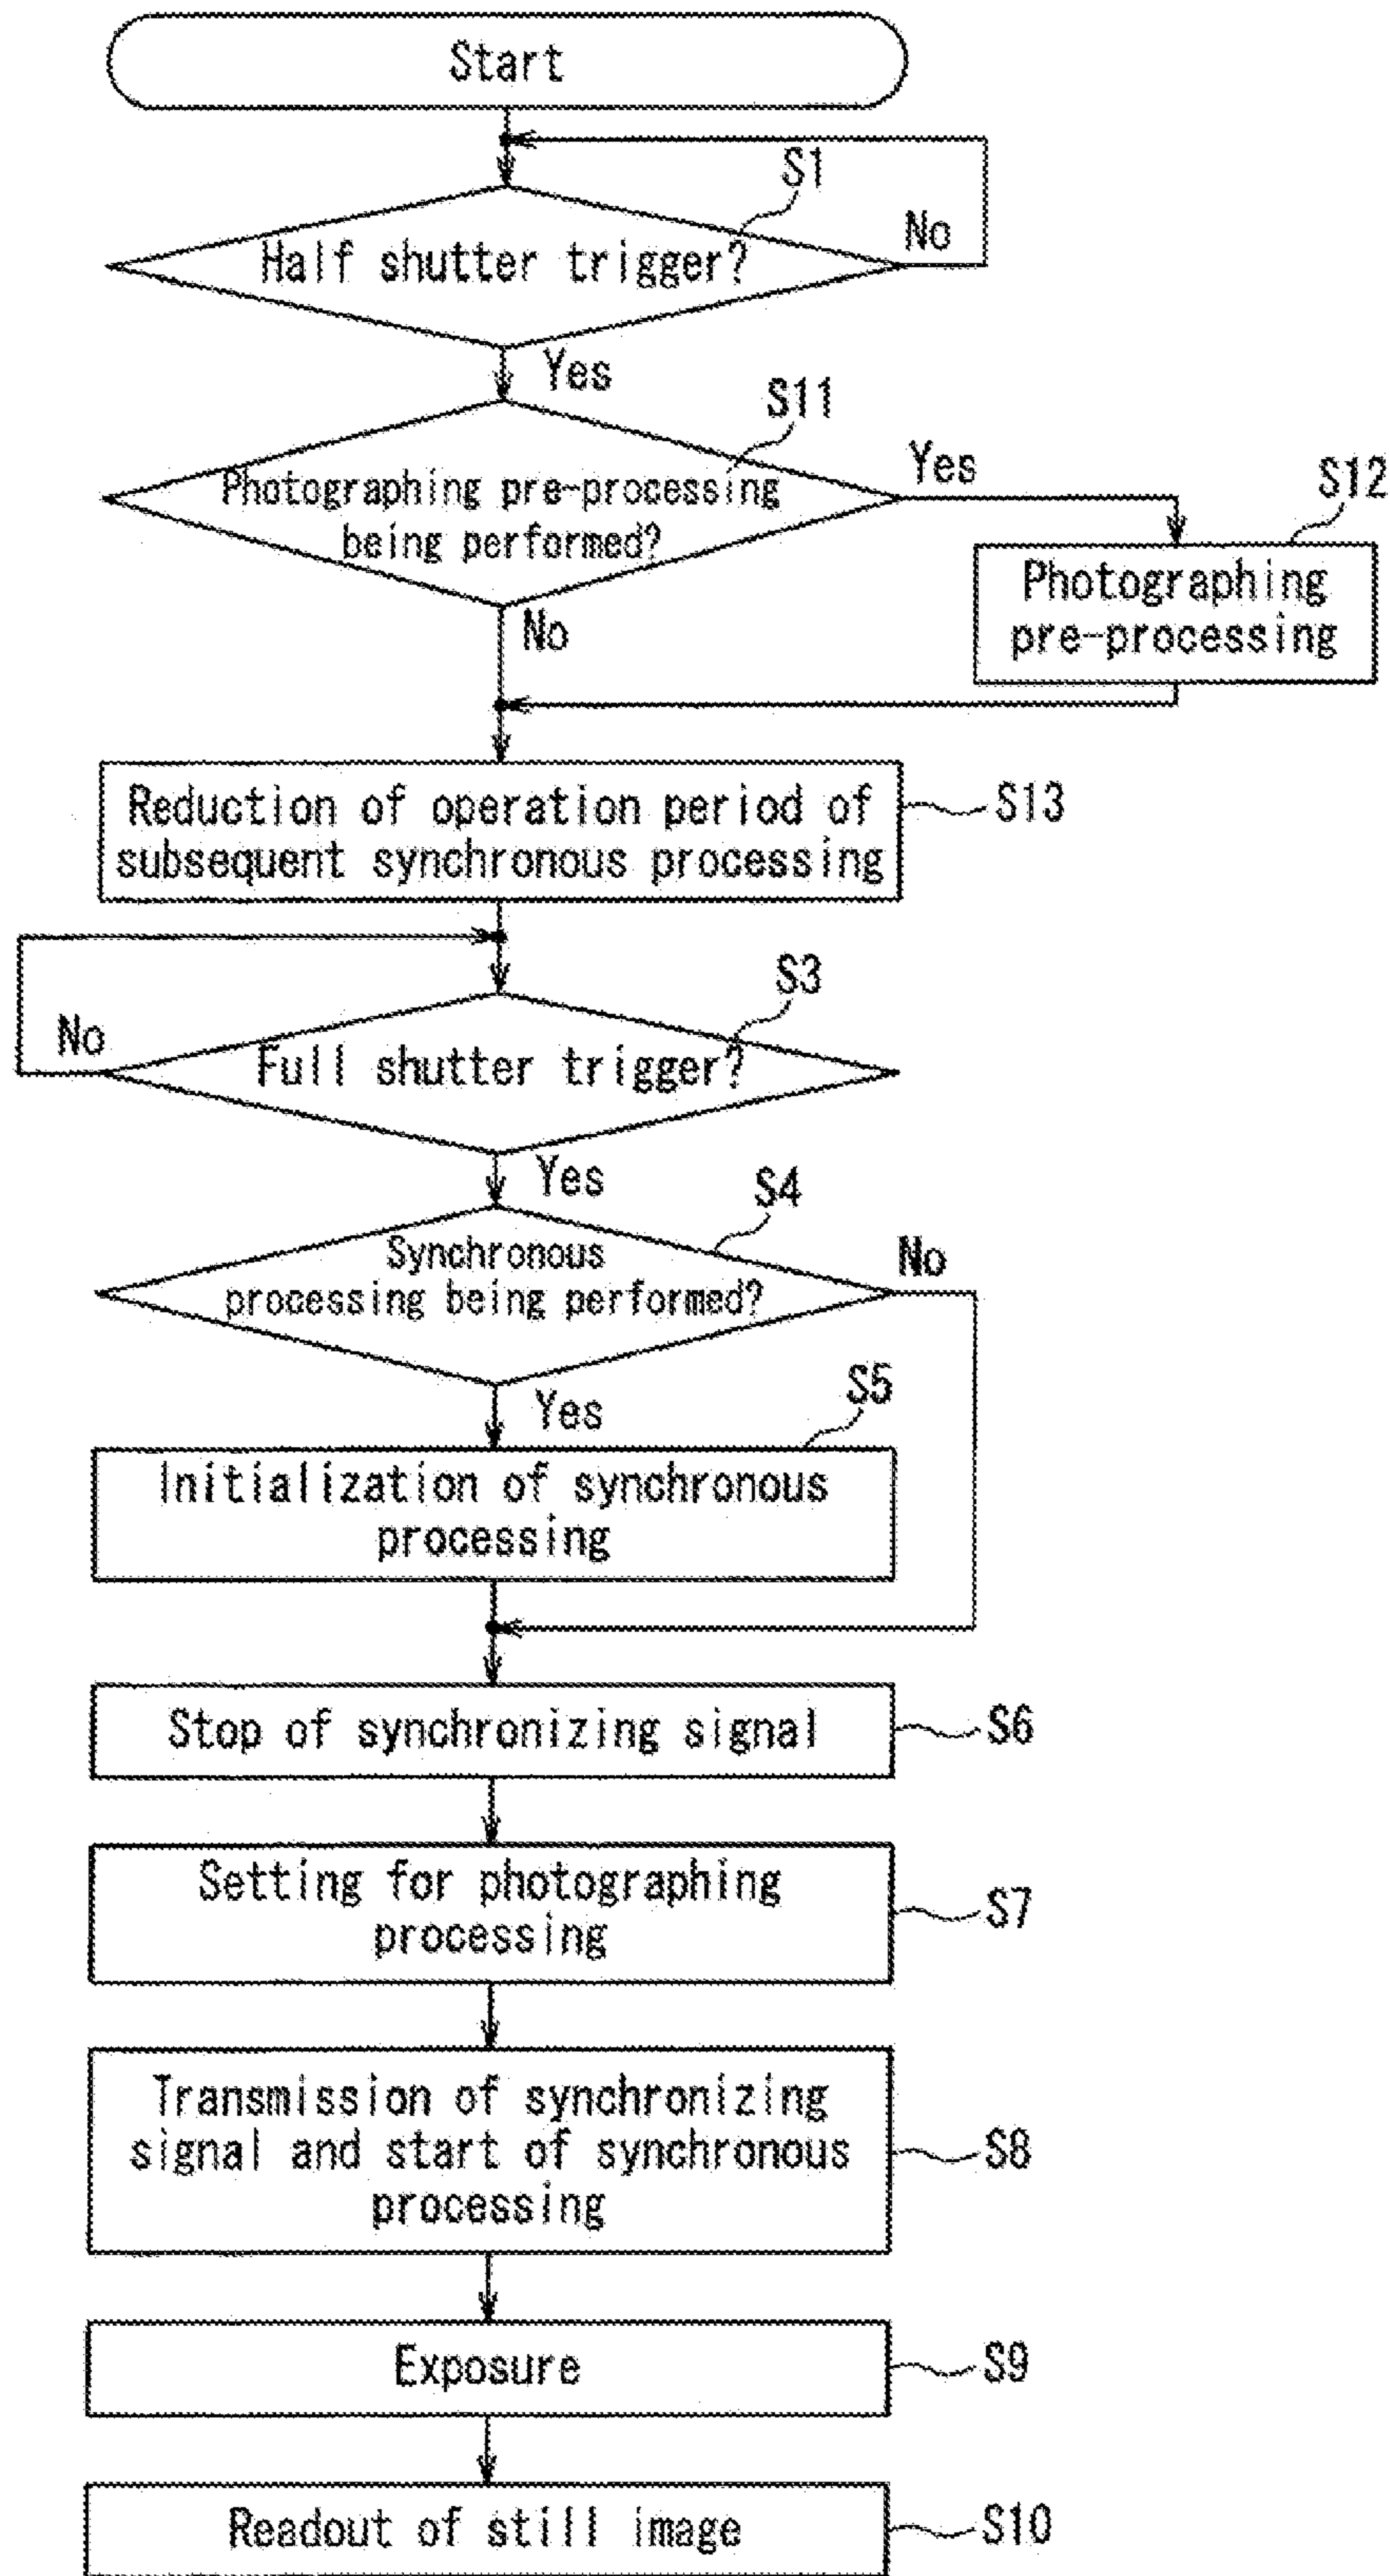 Start
S1
Half shutter trigger?
No
Yes
S11
Photographing pre-processing
being performed?
Yes
S12
Photographing
pre-processing
No
Reduction of operation period of
subsequent synchronous processing
S13
S3
No
Full shutter trigger?
Yes
S4
Synchronous
processing being performed?
No
Yes
S5
Initialization of synchronous
processing
Stop of synchronizing signal
S6
Setting for photographing
processing
S7
Transmission of synchronizing
signal and start of synchronous
processing
S8
Exposure
S9
Readout of still image
S10